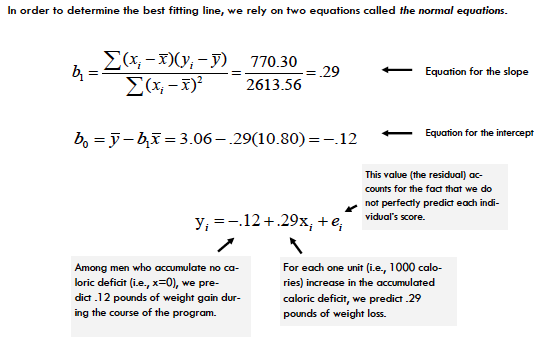 In order to determine the best fitting line, we rely on two equations called the normal equations.
b₁ = ∑(xᵢ − x̄)(yᵢ − ȳ) / ∑(xᵢ − x̄)² = 770.30 / 2613.56 = .29
Equation for the slope
b₀ = ȳ − b₁x̄ = 3.06 − .29(10.80) = −.12
Equation for the intercept
This value (the residual) ac-
counts for the fact that we do
not perfectly predict each indi-
vidual's score.
yᵢ = −.12 + .29xᵢ + eᵢ
Among men who accumulate no ca-
loric deficit (i.e., x=0), we pre-
dict .12 pounds of weight gain dur-
ing the course of the program.
For each one unit (i.e., 1000 calo-
ries) increase in the accumulated
caloric deficit, we predict .29
pounds of weight loss.